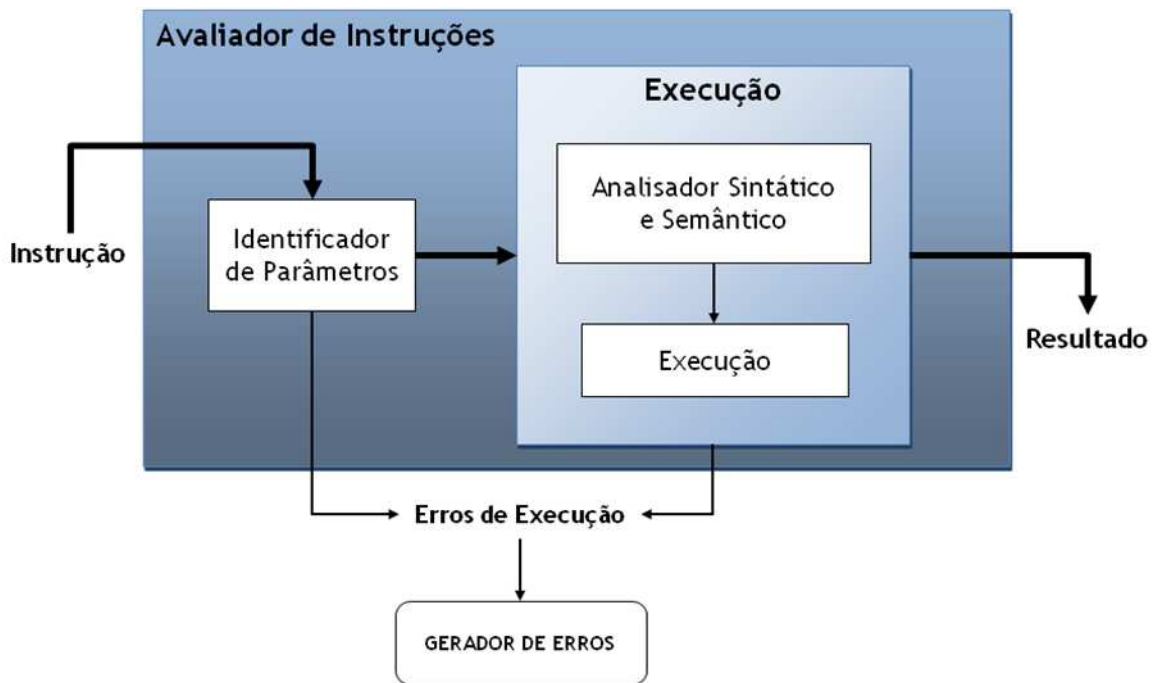 Avaliador de Instruções
Execução
Analisador Sintático
e Semântico
Identificador
de Parâmetros
Instrução
Execução
Resultado
Erros de Execução
GERADOR DE ERROS